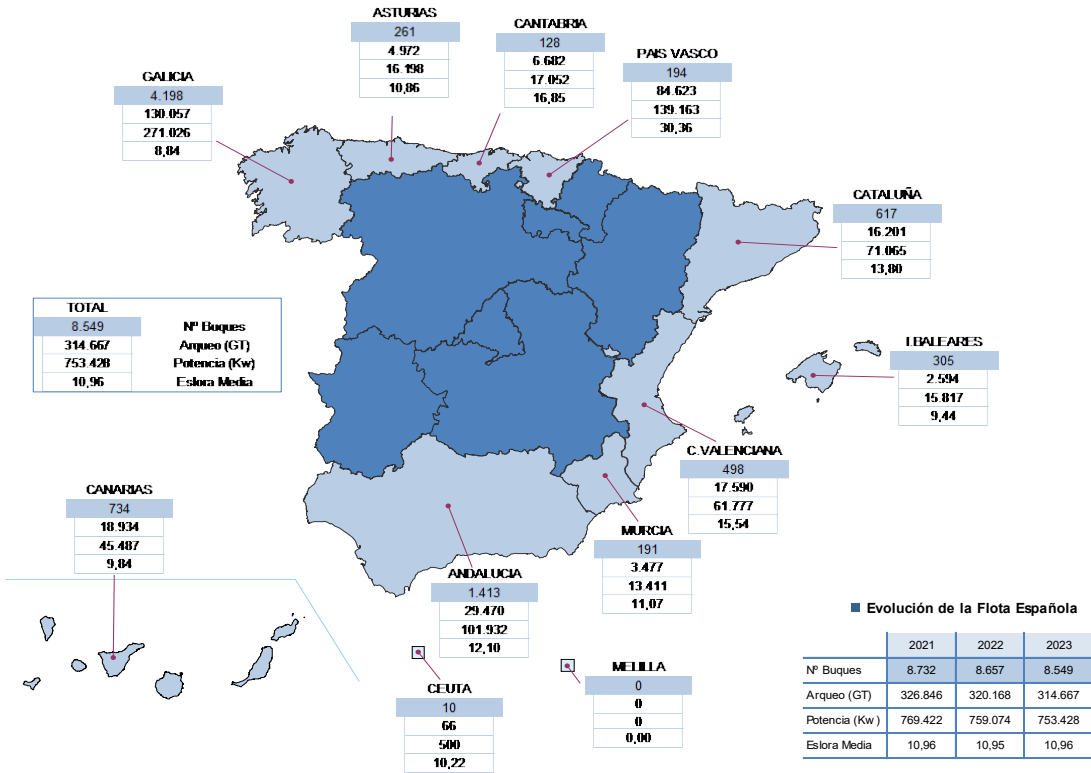 ASTURIAS
261
4.972
16.198
10,86
CANTABRIA
128
6.682
17.052
16,85
PAIS VASCO
194
84.623
139.163
30,36
GALICIA
4.198
130.057
271.026
8,84
CATALUÑA
617
16.201
71.065
13,80
TOTAL
8.549 Nº Buques
314.667 Arqueo (GT)
753.428 Potencia (Kw)
10,96 Eslora Media
I.BALEARES
305
2.594
15.817
9,44
C.VALENCIANA
498
17.590
61.777
15,54
CANARIAS
734
18.934
45.487
9,84
MURCIA
191
3.477
13.411
11,07
ANDALUCIA
1.413
29.470
101.932
12,10
CEUTA
10
66
500
10,22
MELILLA
0
0
0
0,00
Evolución de la Flota Española
2021 2022 2023
Nº Buques 8.732 8.657 8.549
Arqueo (GT) 326.846 320.168 314.667
Potencia (Kw) 769.422 759.074 753.428
Eslora Media 10,96 10,95 10,96